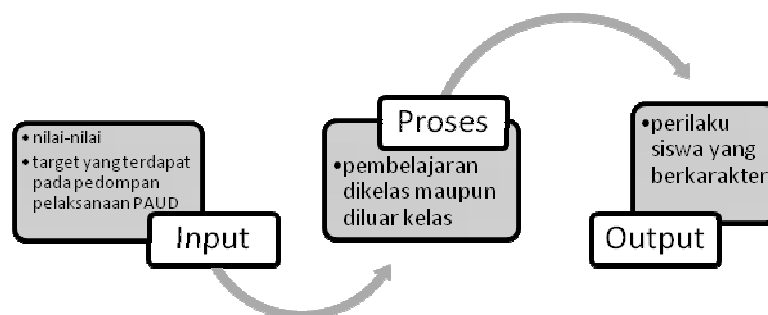 • nilai-nilai
• target yang terdapat
pada pedompan
pelaksanaan PAUD
Input
Proses
•pembelajaran
dikelas maupun
diluar kelas
•perilaku
siswa yang
berkarakter
Output